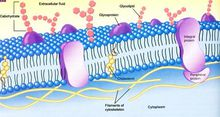 Extracellular fluid
Glycolipid
Carbohydrate
Glycoprotein
Integral
protein
Cholesterol
Peripheral
protein
Filaments of
cytoskeleton
Cytoplasm